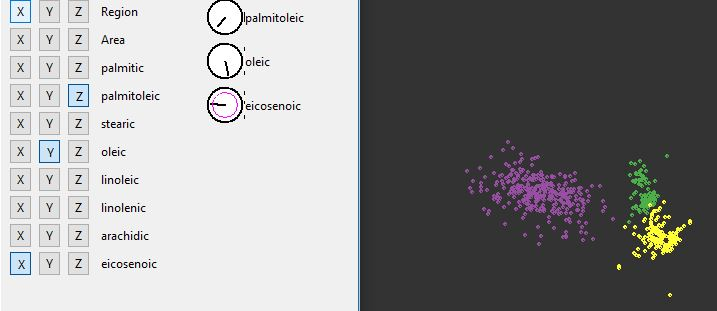 X Y Z Region palmitoleic
X Y Z Area
X Y Z palmitic oleic
X Y Z palmitoleic eicosenoic
X Y Z stearic
X Y Z oleic
X Y Z linoleic
X Y Z linolenic
X Y Z arachidic
X Y Z eicosenoic